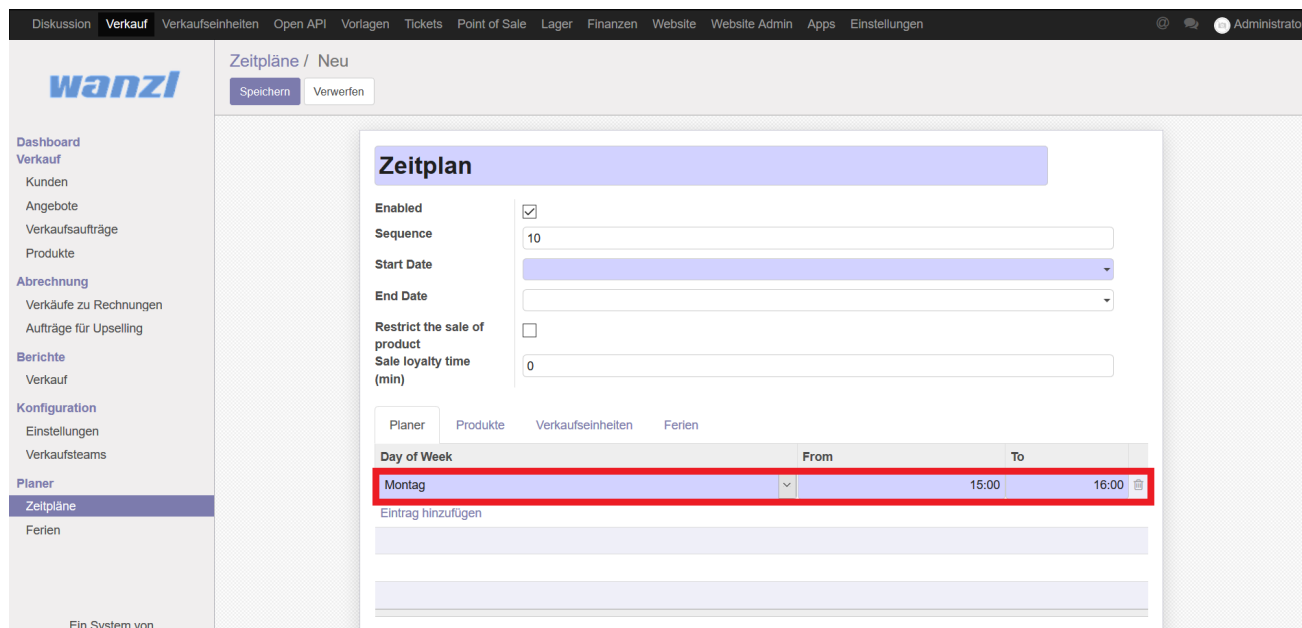 Diskussion Verkauf Verkaufseinheiten Open API Vorlagen Tickets Point of Sale Lager Finanzen Website Website Admin Apps Einstellungen @ Administrato
wanzl
Zeitpläne / Neu
Speichern Verwerfen
Dashboard
Verkauf
Kunden
Angebote
Verkaufsaufträge
Produkte
Abrechnung
Verkäufe zu Rechnungen
Aufträge für Upselling
Berichte
Verkauf
Konfiguration
Einstellungen
Verkaufsteams
Planer
Zeitpläne
Ferien
Ein System von
Zeitplan
Enabled
Sequence 10
Start Date
End Date
Restrict the sale of
product
Sale loyalty time
(min) 0
Planer Produkte Verkaufseinheiten Ferien
Day of Week From To
Montag 15:00 16:00
Eintrag hinzufügen